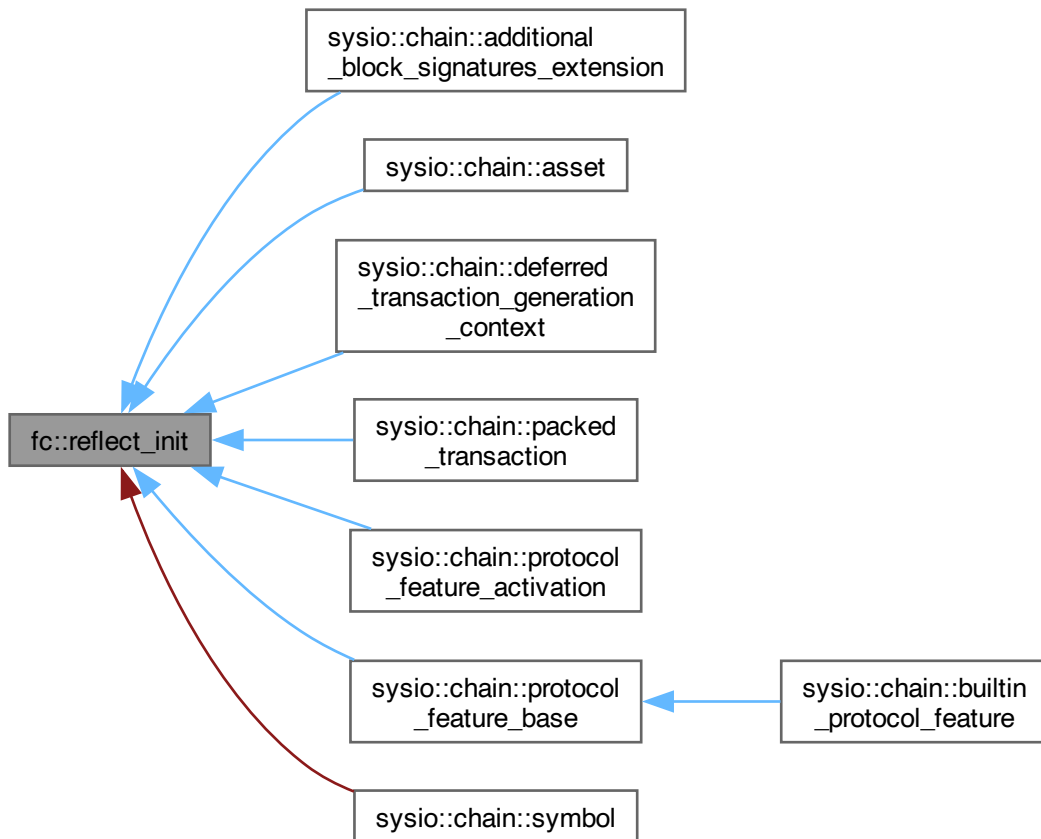 sysio::chain::additional
_block_signatures_extension
sysio::chain::asset
sysio::chain::deferred
_transaction_generation
_context
fc::reflect_init
sysio::chain::packed
_transaction
sysio::chain::protocol
_feature_activation
sysio::chain::protocol
_feature_base
sysio::chain::builtin
_protocol_feature
sysio::chain::symbol